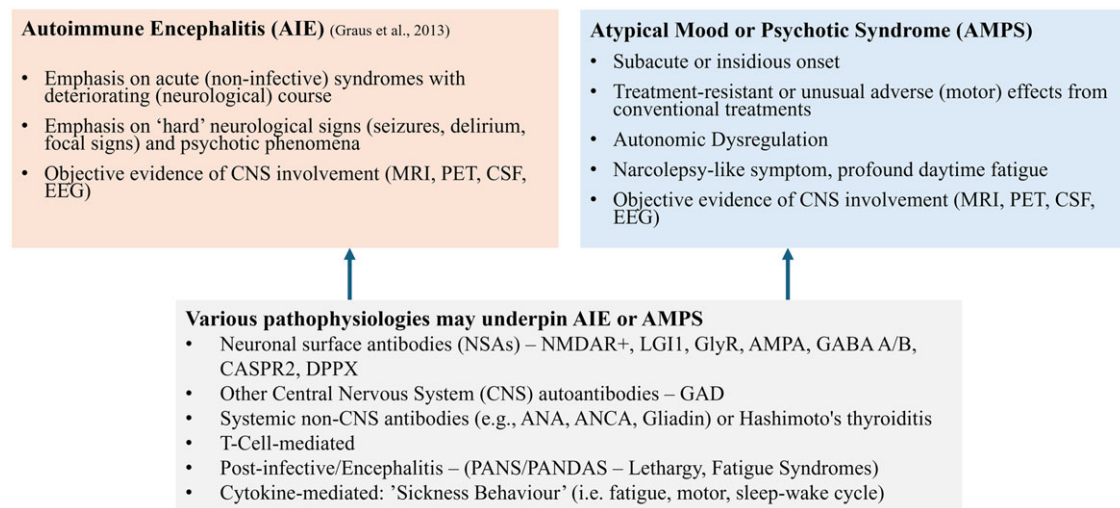 Autoimmune Encephalitis (AIE) (Graus et al., 2013)
• Emphasis on acute (non-infective) syndromes with
deteriorating (neurological) course
• Emphasis on ‘hard’ neurological signs (seizures, delirium,
focal signs) and psychotic phenomena
• Objective evidence of CNS involvement (MRI, PET, CSF,
EEG)
Atypical Mood or Psychotic Syndrome (AMPS)
• Subacute or insidious onset
• Treatment-resistant or unusual adverse (motor) effects from
conventional treatments
• Autonomic Dysregulation
• Narcolepsy-like symptom, profound daytime fatigue
• Objective evidence of CNS involvement (MRI, PET, CSF,
EEG)
Various pathophysiologies may underpin AIE or AMPS
• Neuronal surface antibodies (NSAs) – NMDAR+, LGI1, GlyR, AMPA, GABA A/B,
CASPR2, DPPX
• Other Central Nervous System (CNS) autoantibodies – GAD
• Systemic non-CNS antibodies (e.g., ANA, ANCA, Gliadin) or Hashimoto's thyroiditis
• T-Cell-mediated
• Post-infective/Encephalitis – (PANS/PANDAS – Lethargy, Fatigue Syndromes)
• Cytokine-mediated: ’Sickness Behaviour’ (i.e. fatigue, motor, sleep-wake cycle)